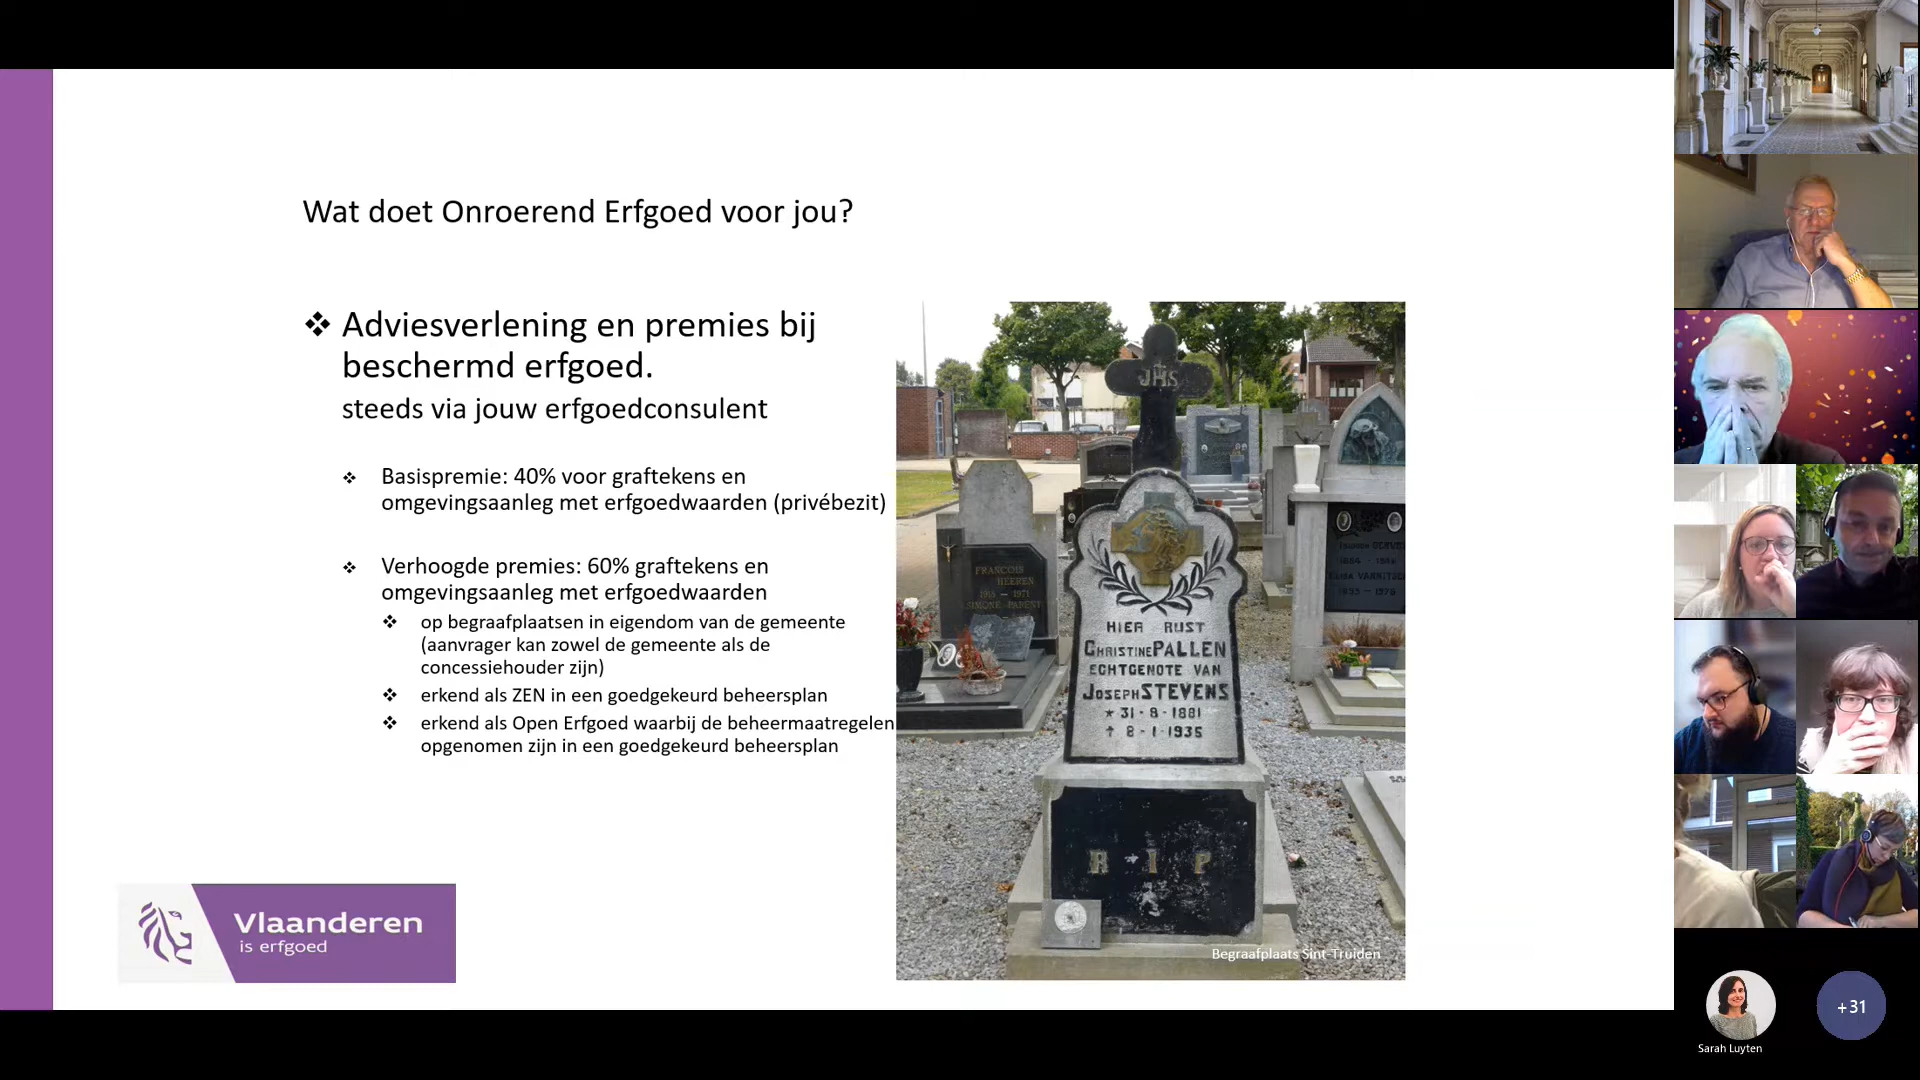 Wat doet Onroerend Erfgoed voor jou?
Adviesverlening en premies bij
beschermd erfgoed.
steeds via jouw erfgoedconsulent
Basispremie: 40% voor graftekens en
omgevingsaanleg met erfgoedwaarden (privébezit)
Verhoogde premies: 60% graftekens en
omgevingsaanleg met erfgoedwaarden
op begraafplaatsen in eigendom van de gemeente
(aanvrager kan zowel de gemeente als de
concessiehouder zijn)
erkend als ZEN in een goedgekeurd beheersplan
erkend als Open Erfgoed waarbij de beheermaatregelen
opgenomen zijn in een goedgekeurd beheersplan
Vlaanderen
is erfgoed
JHS
FRANCOIS
HEEREN
1915 - 1971
SIMONE PAPENT
HIER RUST
CHRISTINE PALLEN
ECHTGENOTE VAN
JOSEPH STEVENS
★ 31-8-1881
† 8-1-1935
R I P
Begraafplaats Sint-Truiden
Sarah Luyten
+31